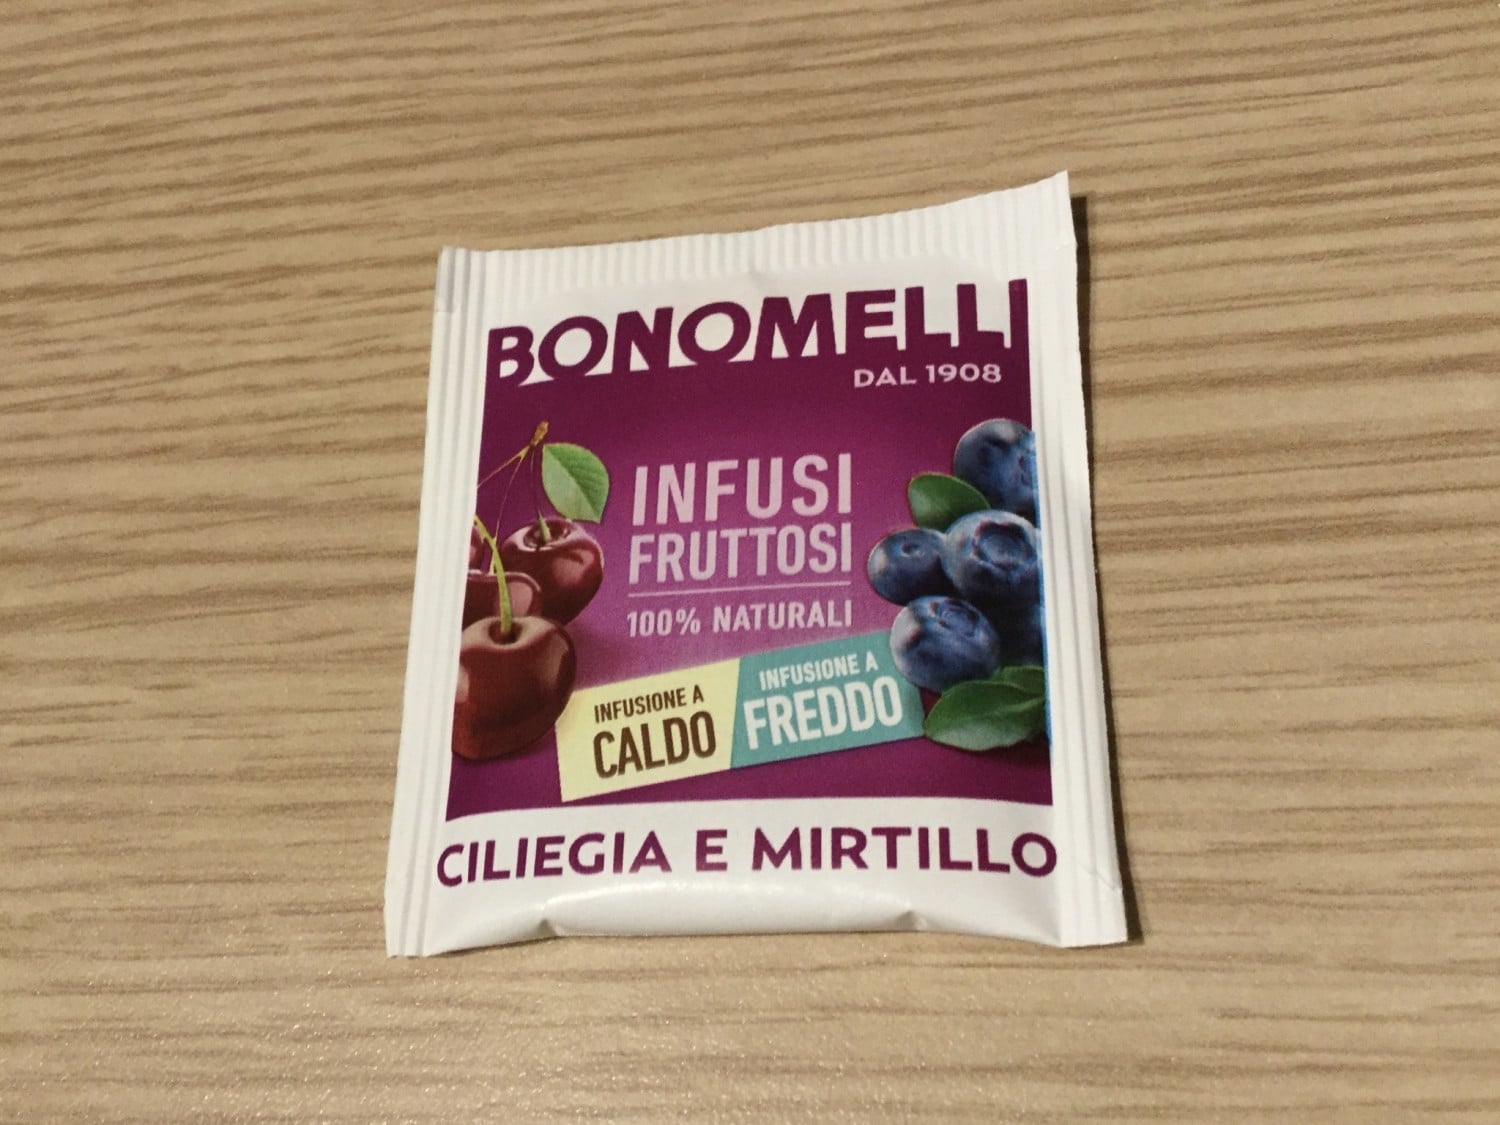 BONOMELLI
DAL 1908
INFUSI
FRUTTOSI
100% NATURALI
INFUSIONE A
CALDO
INFUSIONE A
FREDDO
CILIEGIA E MIRTILLO